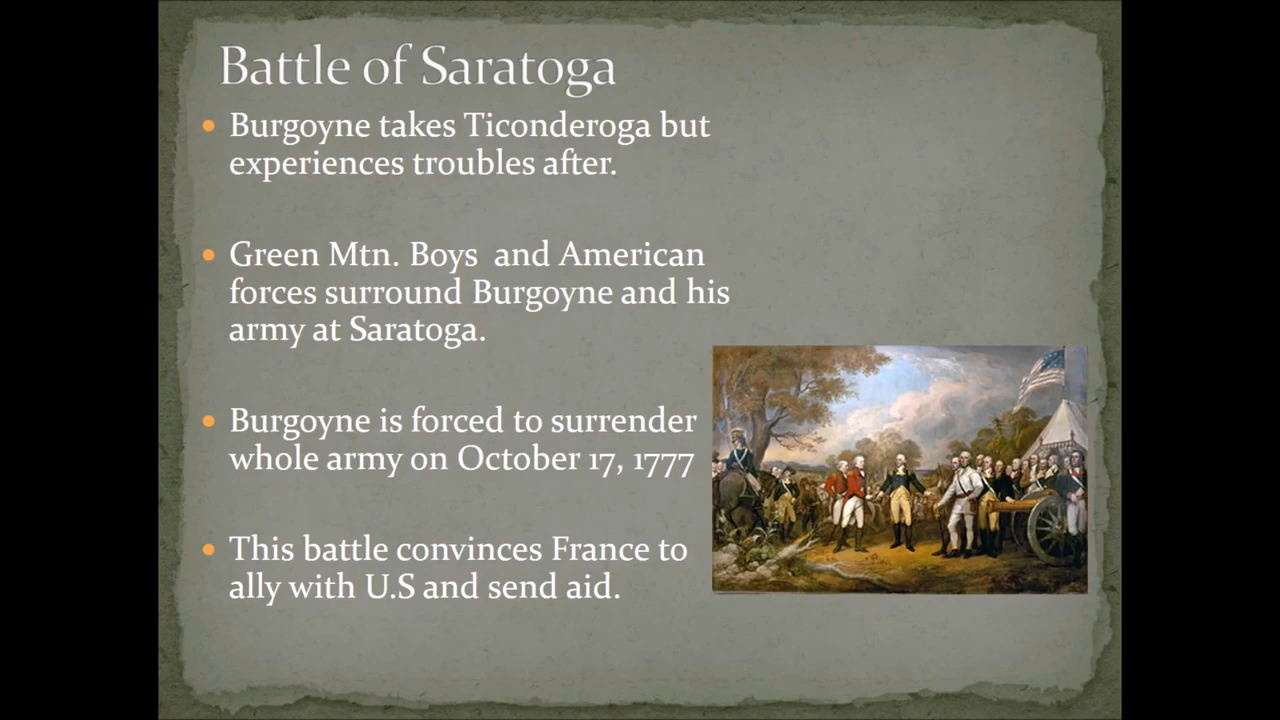 Battle of Saratoga
• Burgoyne takes Ticonderoga but
experiences troubles after.
• Green Mtn. Boys  and American
forces surround Burgoyne and his
army at Saratoga.
• Burgoyne is forced to surrender
whole army on October 17, 1777
• This battle convinces France to
ally with U.S and send aid.